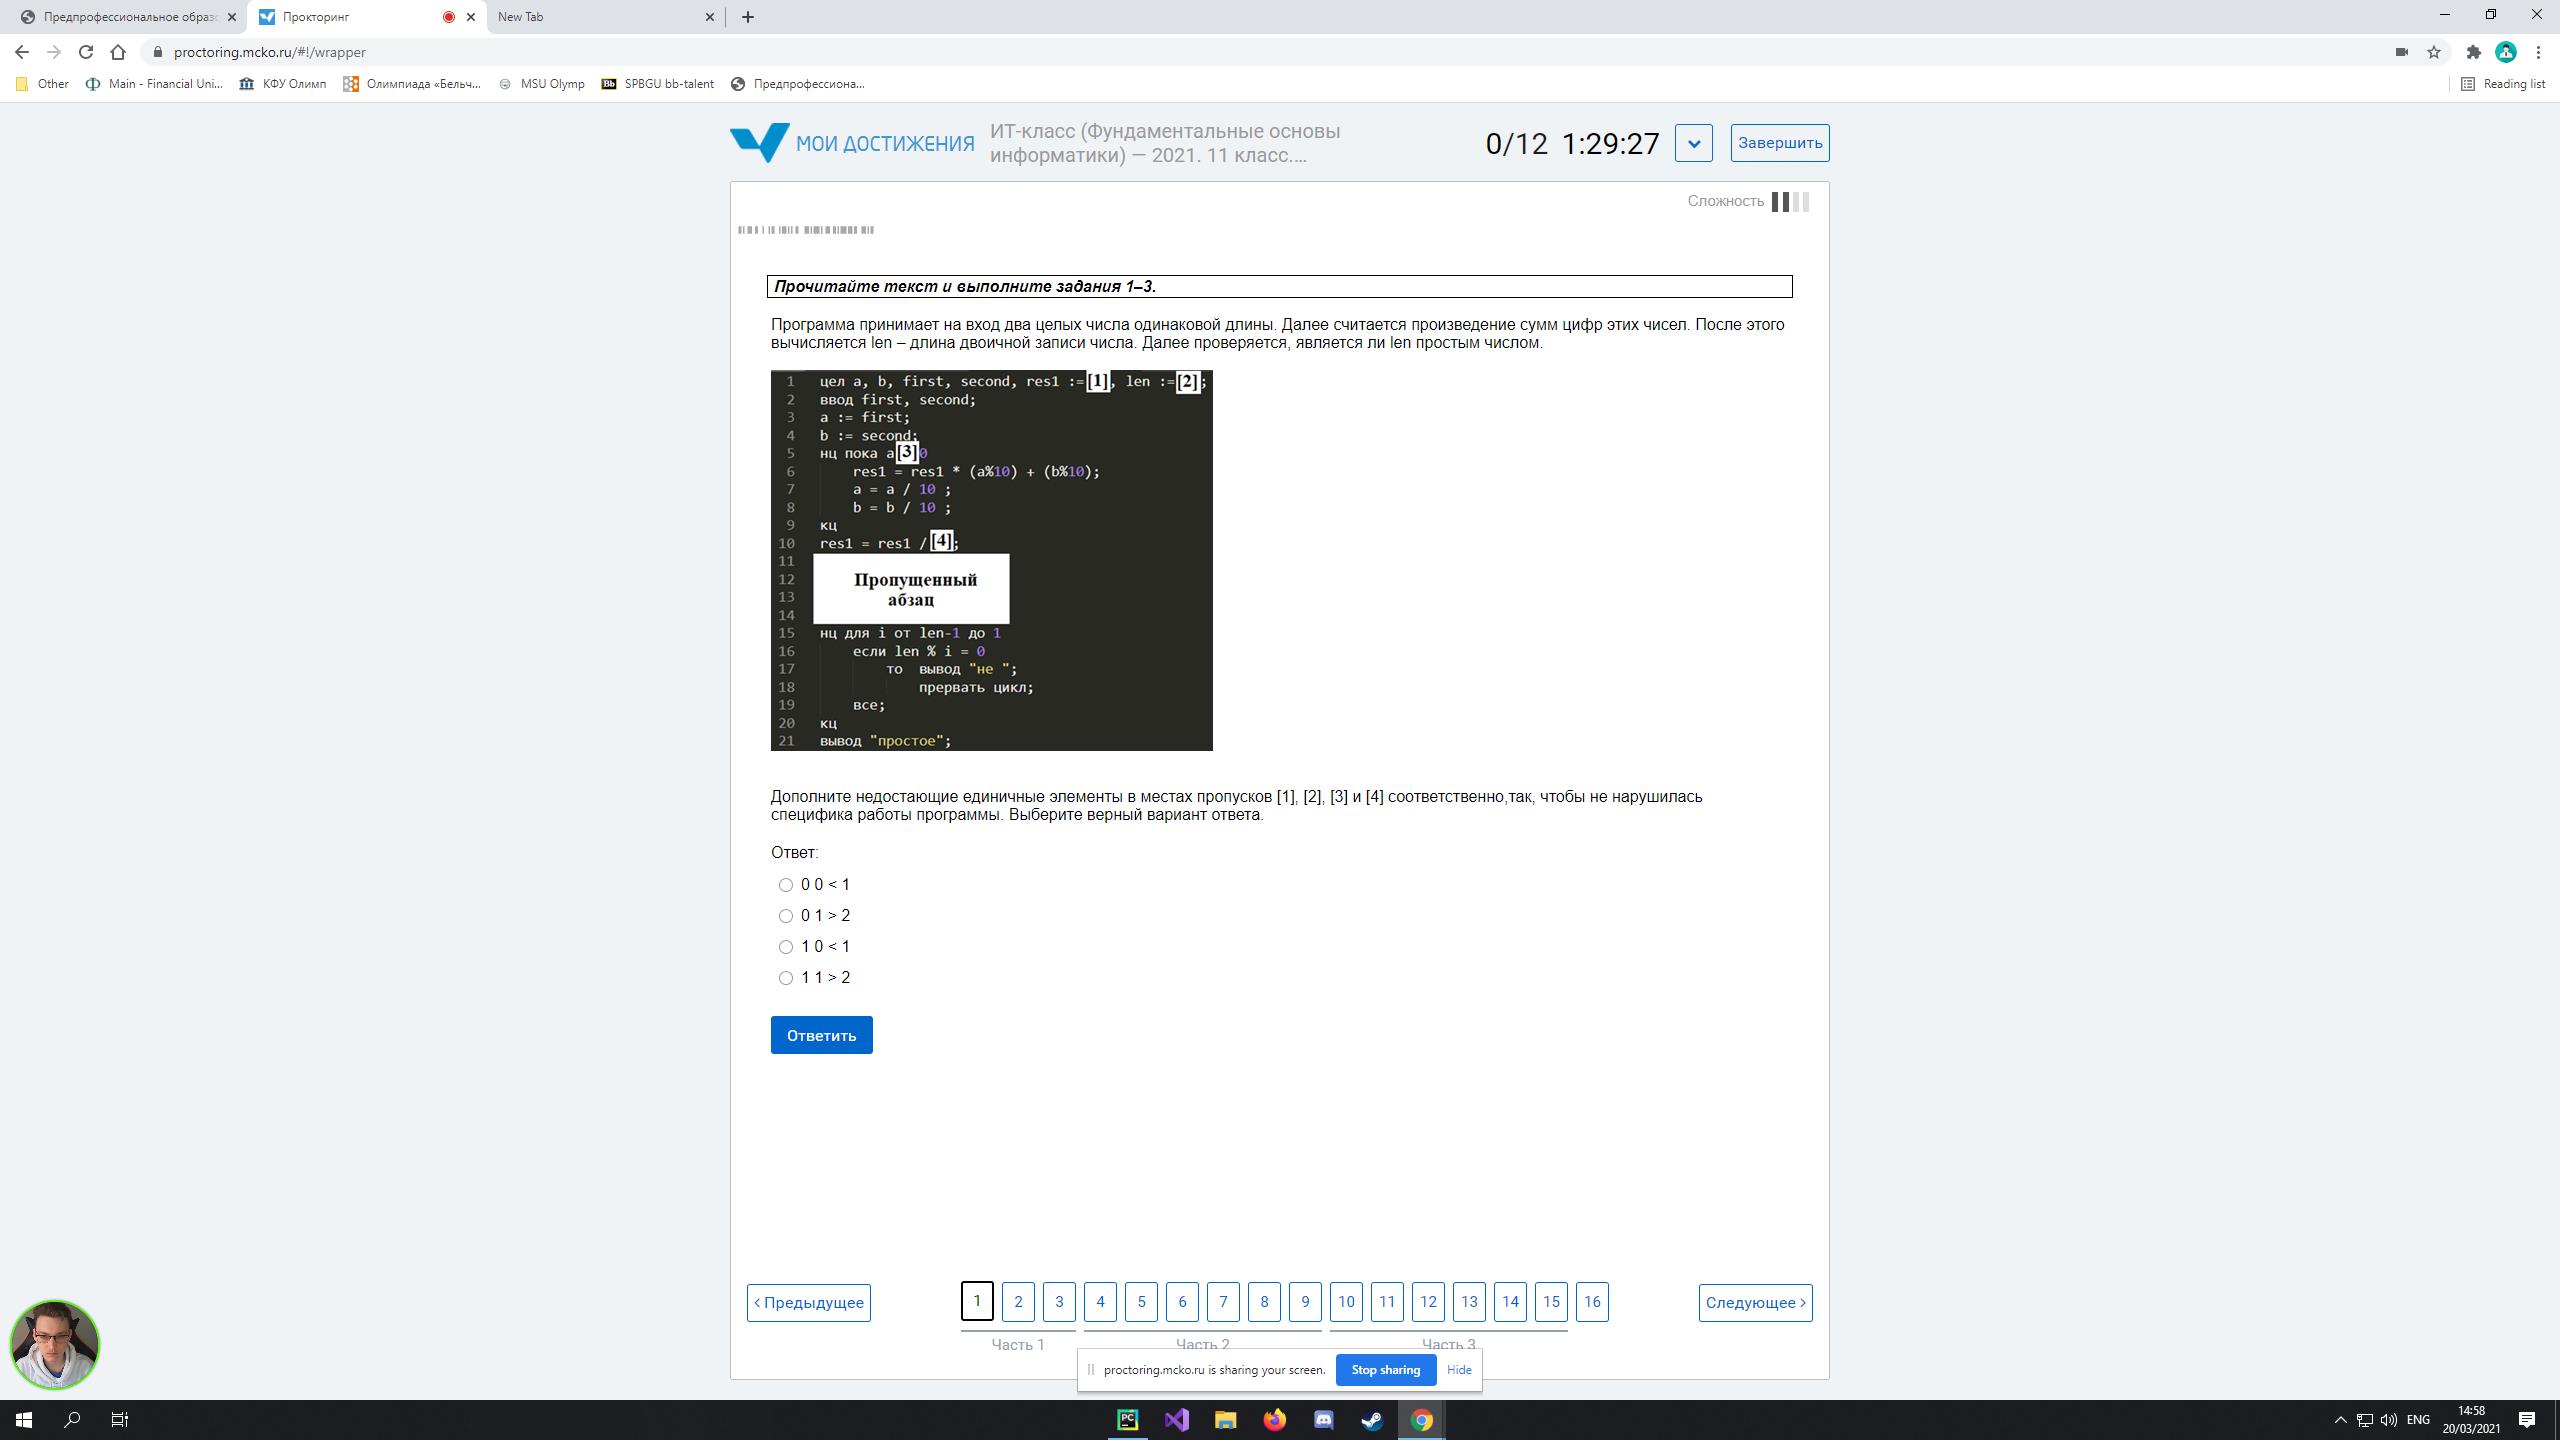 Предпрофессиональное образо
Прокторинг
New Tab
proctoring.mcko.ru/#!/wrapper
Other
Main - Financial Uni...
КФУ Олимп
Олимпиада «Бельч...
MSU Olymp
Bb
SPBGU bb-talent
Предпрофессиона...
Reading list
МОИ ДОСТИЖЕНИЯ
ИТ-класс (Фундаментальные основы
информатики) — 2021. 11 класс....
0/12 1:29:27
Завершить
Сложность
Прочитайте текст и выполните задания 1–3.
Программа принимает на вход два целых числа одинаковой длины. Далее считается произведение сумм цифр этих чисел. После этого
вычисляется len – длина двоичной записи числа. Далее проверяется, является ли len простым числом.
1 цел a, b, first, second, res1 :=[1], len :=[2];
2 ввод first, second;
3 a := first;
4 b := second;
5 нц пока a[3]0
6 res1 = res1 * (a%10) + (b%10);
7 a = a / 10 ;
8 b = b / 10 ;
9 кц
10 res1 = res1 /[4];
11
12 Пропущенный
13 абзац
14
15 нц для i от len-1 до 1
16 если len % i = 0
17 то вывод "не ";
18 прервать цикл;
19 все;
20 кц
21 вывод "простое";
Дополните недостающие единичные элементы в местах пропусков [1], [2], [3] и [4] соответственно,так, чтобы не нарушилась
специфика работы программы. Выберите верный вариант ответа.
Ответ:
0 0 < 1
0 1 > 2
1 0 < 1
1 1 > 2
Ответить
‹ Предыдущее
1 2 3 4 5 6 7 8 9 10 11 12 13 14 15 16
Следующее ›
Часть 1 Часть 2 Часть 3
proctoring.mcko.ru is sharing your screen.
Stop sharing
Hide
PC
ENG
14:58
20/03/2021